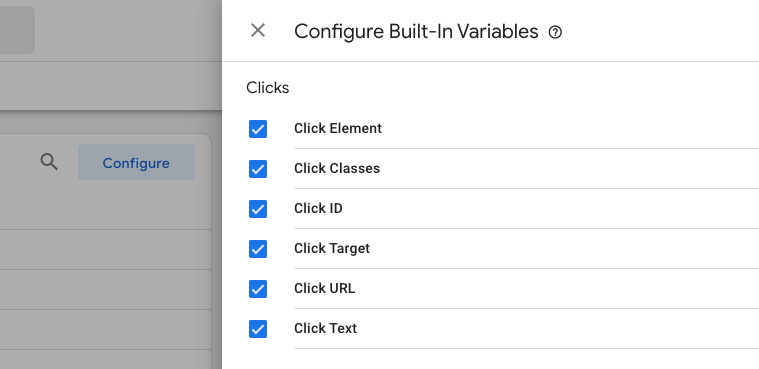 Configure Built-In Variables
Clicks
Click Element
Configure
Click Classes
Click ID
Click Target
Click URL
Click Text